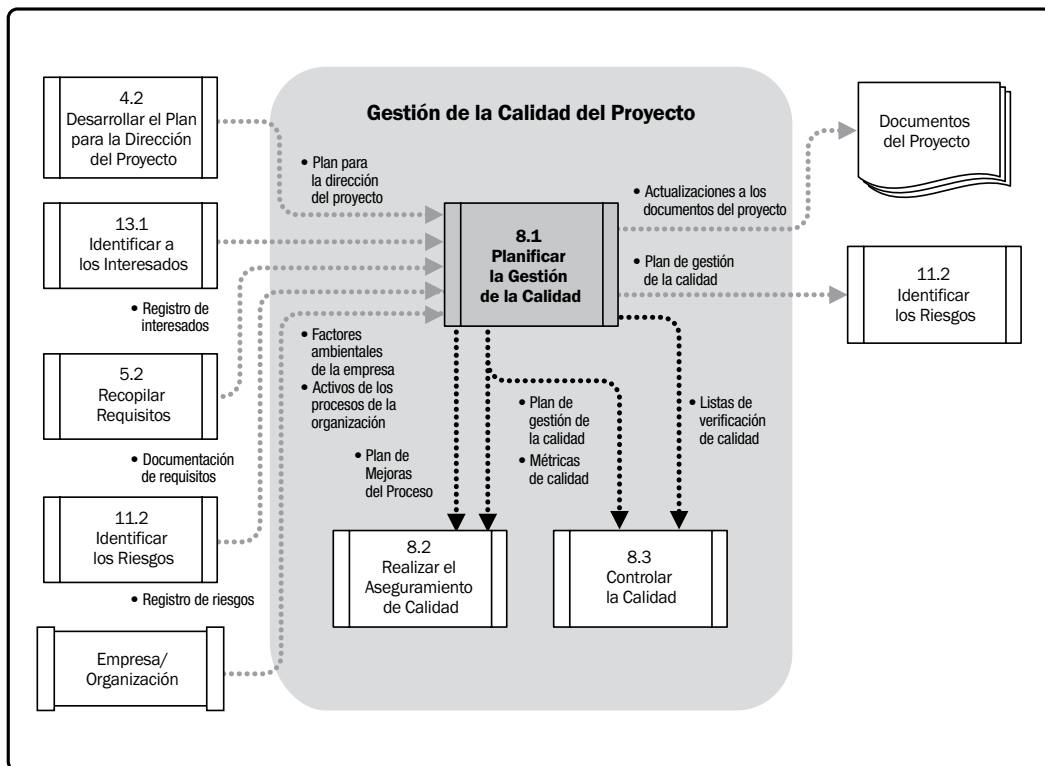 4.2
Desarrollar el Plan
para la Dirección
del Proyecto
13.1
Identificar a
los Interesados
• Registro de
interesados
5.2
Recopilar
Requisitos
• Documentación
de requisitos
11.2
Identificar
los Riesgos
• Registro de riesgos
Empresa/
Organización
Gestión de la Calidad del Proyecto
• Plan para
la dirección
del proyecto
• Factores
ambientales
de la empresa
• Activos de los
procesos de la
organización
8.1
Planificar
la Gestión
de la Calidad
• Actualizaciones a los
documentos del proyecto
• Plan de gestión
de la calidad
• Plan de
Mejoras
del Proceso
• Plan de
gestión de
la calidad
• Métricas
de calidad
• Listas de
verificación
de calidad
8.2
Realizar el
Aseguramiento
de Calidad
8.3
Controlar
la Calidad
Documentos
del Proyecto
11.2
Identificar
los Riesgos